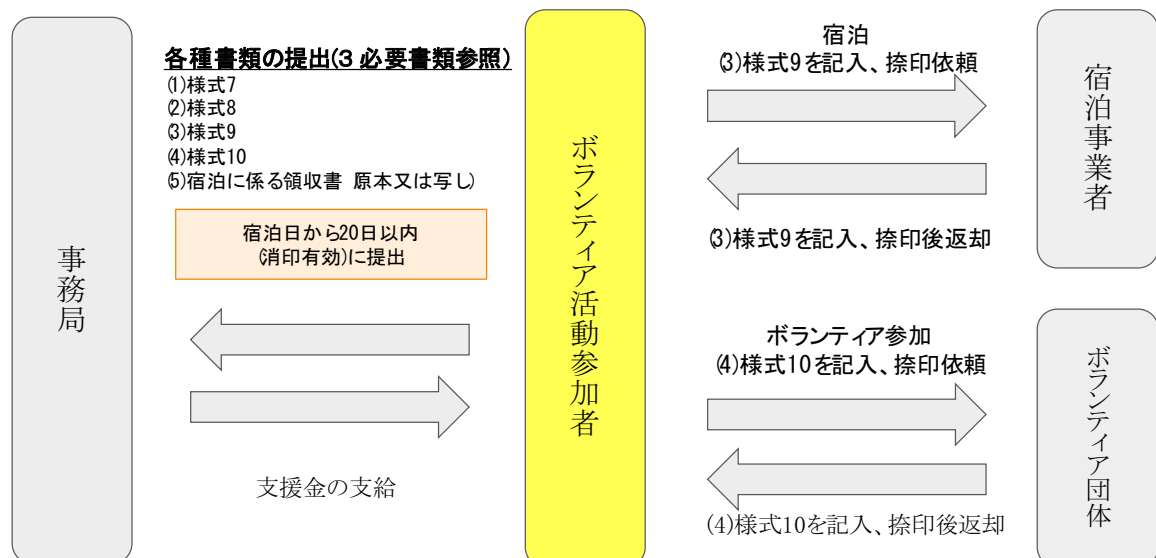 事務局
各種書類の提出(3 必要書類参照)
(1)様式7
(2)様式8
(3)様式9
(4)様式10
(5)宿泊に係る領収書 原本又は写し)
宿泊日から20日以内
(消印有効)に提出
支援金の支給
ボランティア活動参加者
宿泊
(3)様式9を記入、捺印依頼
(3)様式9を記入、捺印後返却
宿泊事業者
ボランティア参加
(4)様式10を記入、捺印依頼
(4)様式10を記入、捺印後返却
ボランティア団体